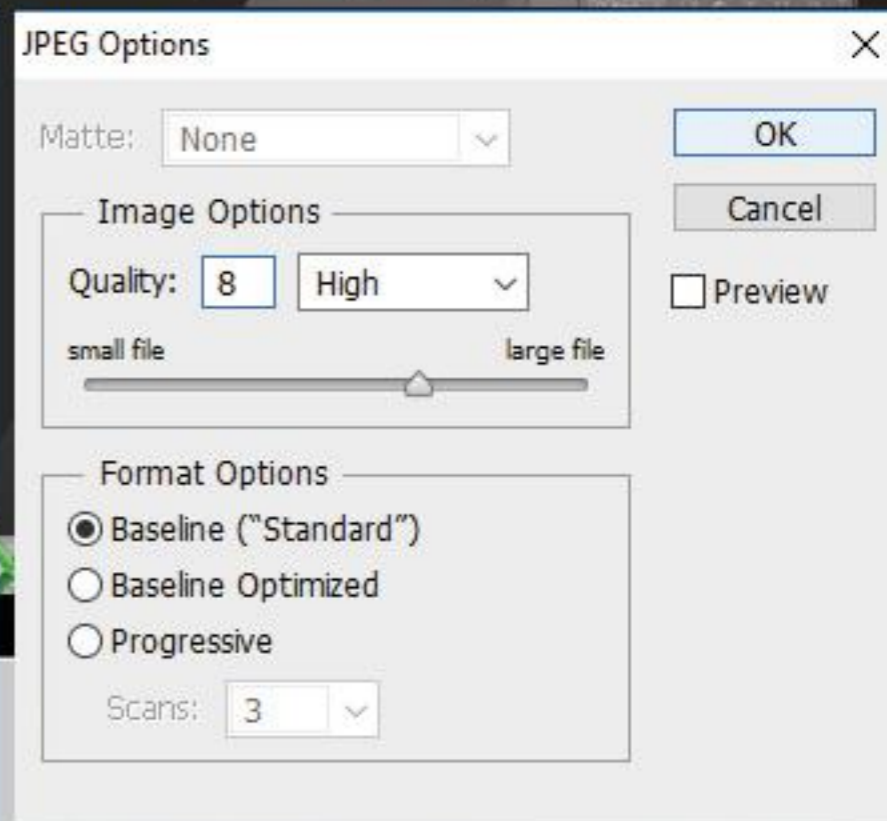 JPEG Options
Matte: None
OK
Cancel
Preview
Image Options
Quality: 8 High
small file large file
Format Options
Baseline (“Standard”)
Baseline Optimized
Progressive
Scans: 3